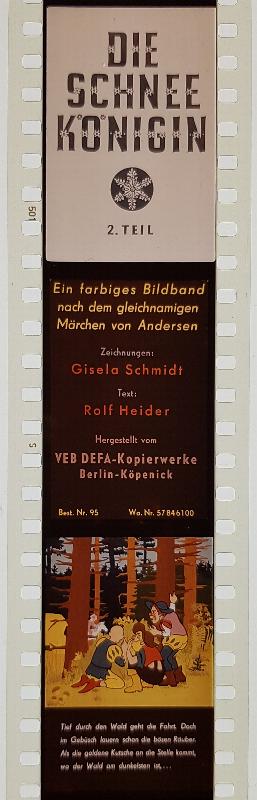 DIE
SCHNEE
KÖNIGIN
2. TEIL
Ein farbiges Bildband
nach dem gleichnamigen
Märchen von Andersen
Zeichnungen:
Gisela Schmidt
Text:
Rolf Heider
Hergestellt vom
VEB DEFA-Kopierwerke
Berlin-Köpenick
Best. Nr. 95 Wa. Nr. 57846100
Tief durch den Wald geht die Fahrt. Doch
im Gebüsch lauern schon die bösen Räuber.
Als die goldene Kutsche an die Stelle kommt,
wo der Wald am dunkelsten ist,...
501
5